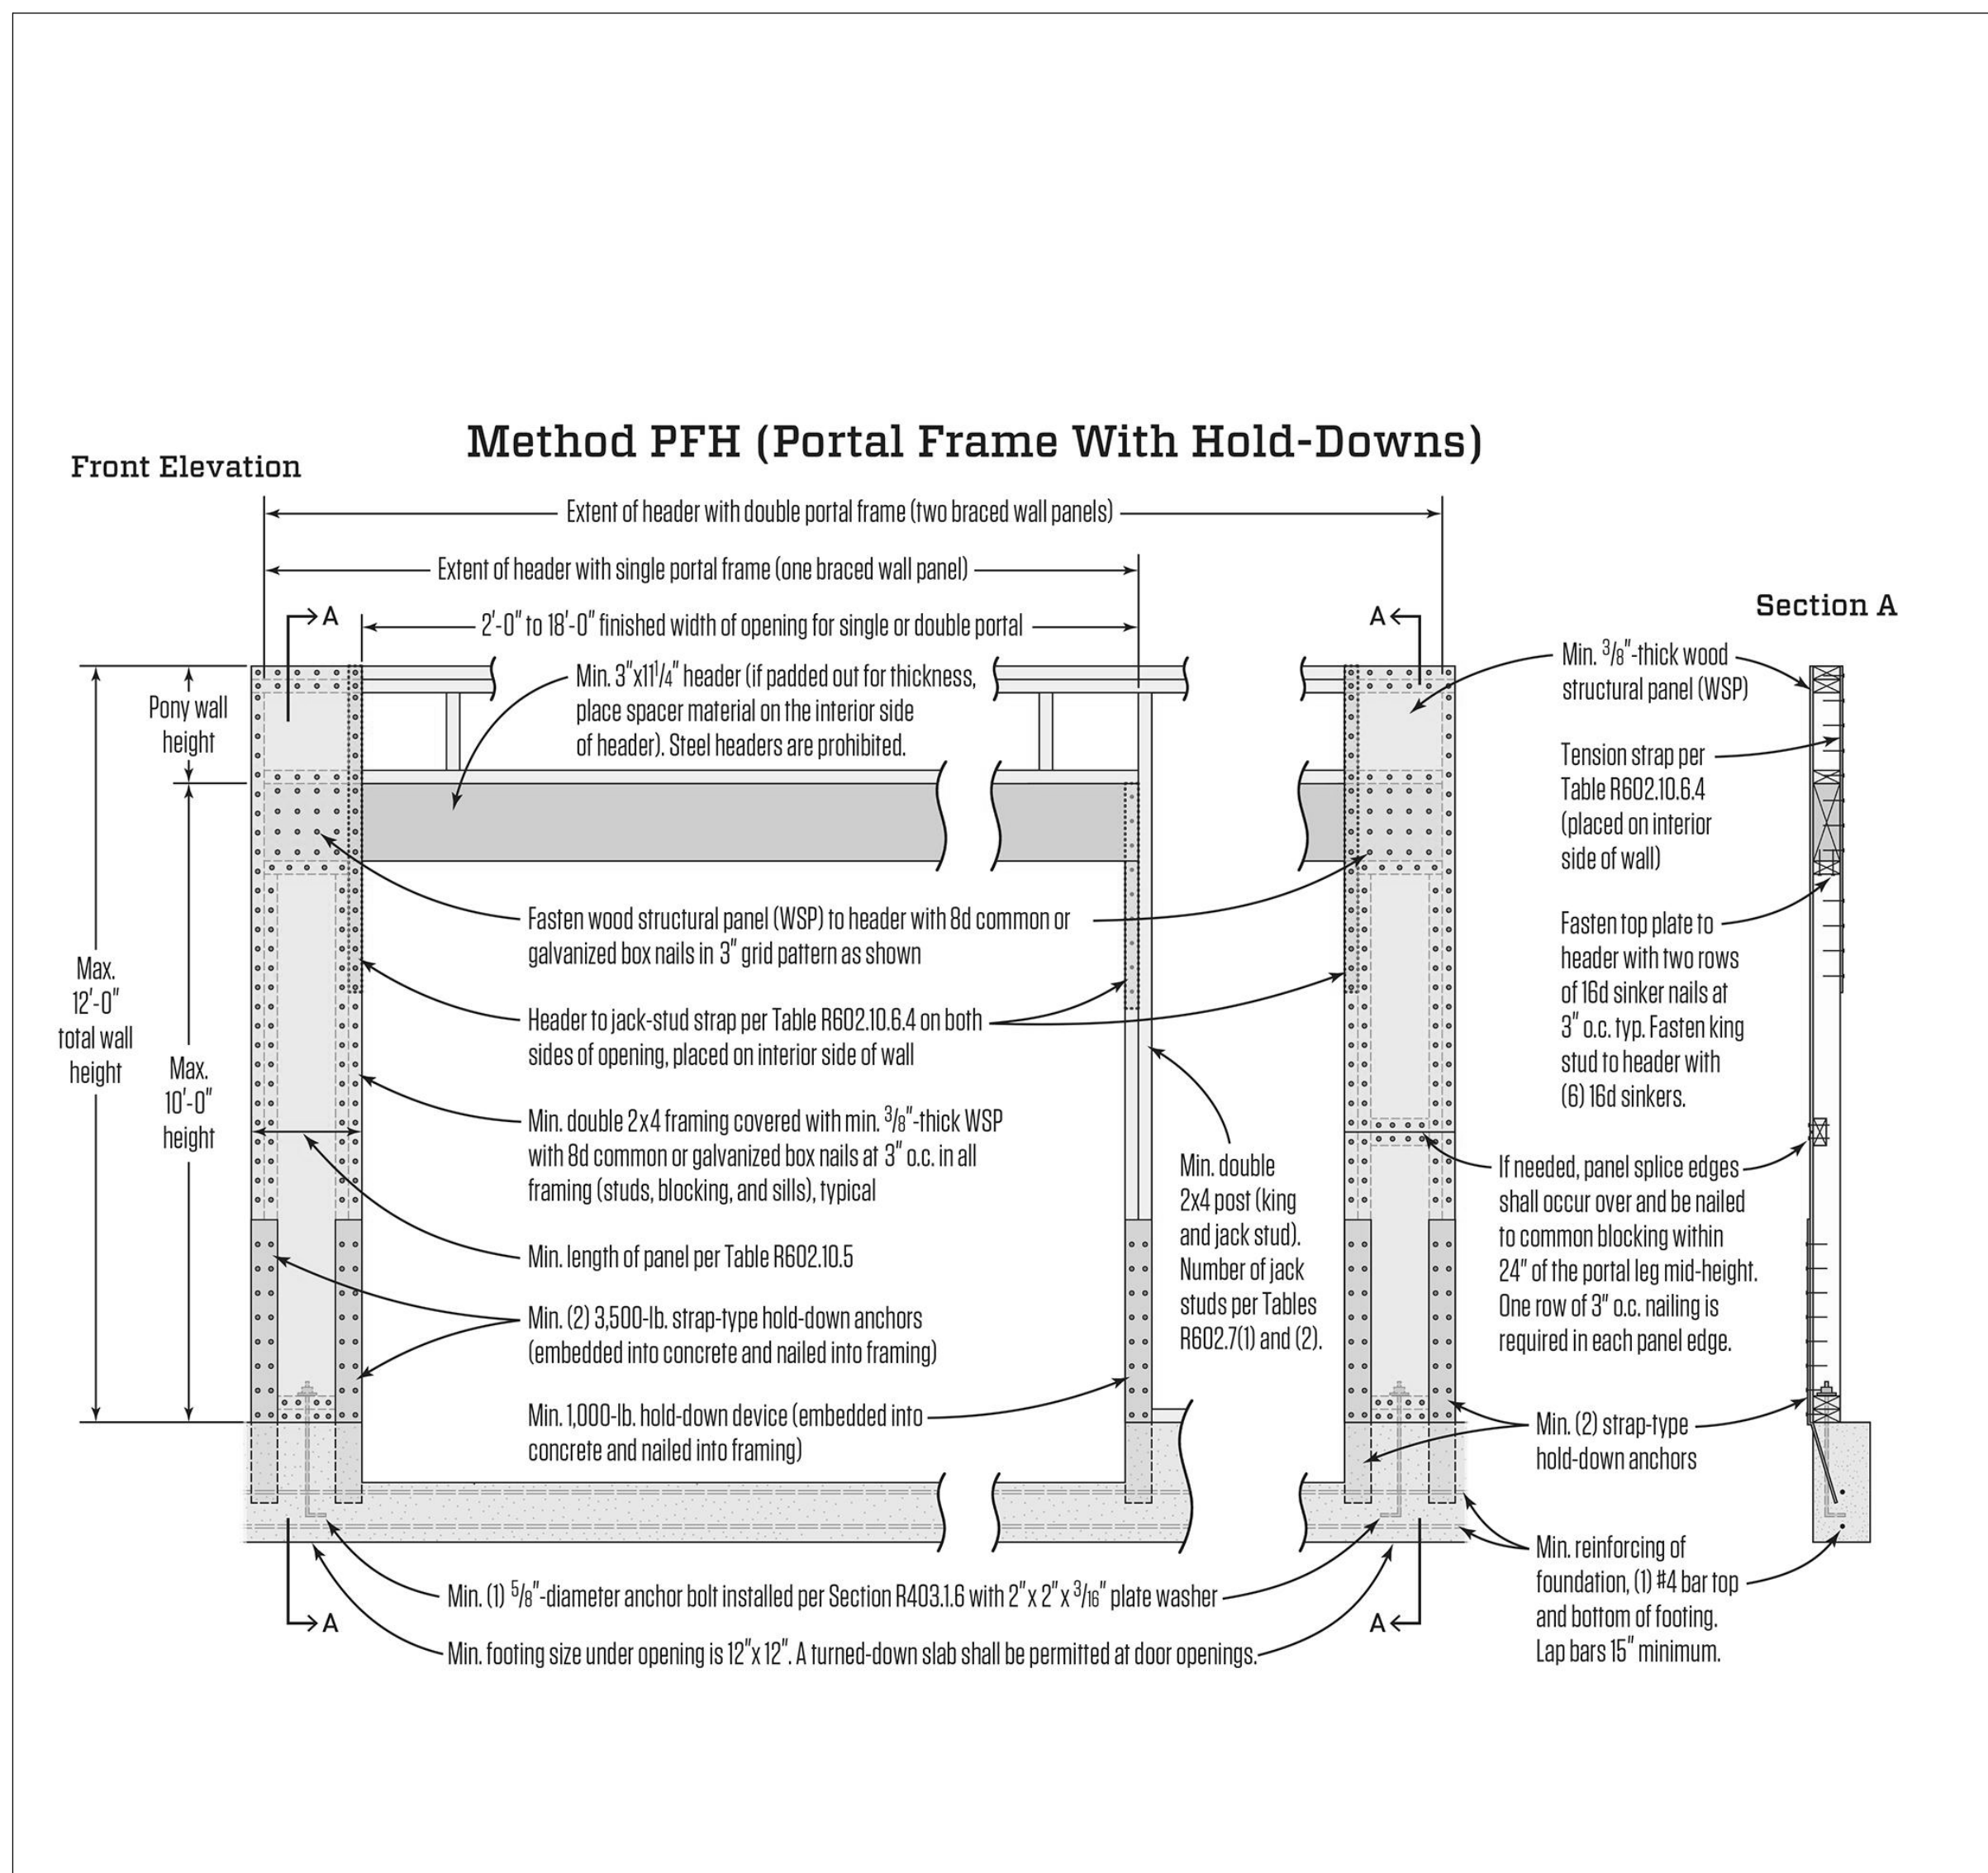 Method PFH (Portal Frame With Hold-Downs)
Front Elevation
Extent of header with double portal frame (two braced wall panels)
Extent of header with single portal frame (one braced wall panel)
2'-0" to 18'-0" finished width of opening for single or double portal
A
A
Section A
Pony wall
height
Min. 3"x11 1/4" header (if padded out for thickness,
place spacer material on the interior side
of header). Steel headers are prohibited.
Min. 3/8"-thick wood
structural panel (WSP)
Tension strap per
Table R602.10.6.4
(placed on interior
side of wall)
Fasten wood structural panel (WSP) to header with 8d common or
galvanized box nails in 3" grid pattern as shown
Fasten top plate to
header with two rows
of 16d sinker nails at
3" o.c. typ. Fasten king
stud to header with
(6) 16d sinkers.
Max.
12'-0"
total wall
height
Max.
10'-0"
height
Header to jack-stud strap per Table R602.10.6.4 on both
sides of opening, placed on interior side of wall
Min. double 2x4 framing covered with min. 3/8"-thick WSP
with 8d common or galvanized box nails at 3" o.c. in all
framing (studs, blocking, and sills), typical
Min. double
2x4 post (king
and jack stud).
Number of jack
studs per Tables
R602.7(1) and (2).
If needed, panel splice edges
shall occur over and be nailed
to common blocking within
24" of the portal leg mid-height.
One row of 3" o.c. nailing is
required in each panel edge.
Min. length of panel per Table R602.10.5
Min. (2) 3,500-lb. strap-type hold-down anchors
(embedded into concrete and nailed into framing)
Min. 1,000-lb. hold-down device (embedded into
concrete and nailed into framing)
Min. (2) strap-type
hold-down anchors
Min. reinforcing of
foundation, (1) #4 bar top
and bottom of footing.
Lap bars 15" minimum.
Min. (1) 5/8"-diameter anchor bolt installed per Section R403.1.6 with 2" x 2" x 3/16" plate washer
A
A
Min. footing size under opening is 12" x 12". A turned-down slab shall be permitted at door openings.